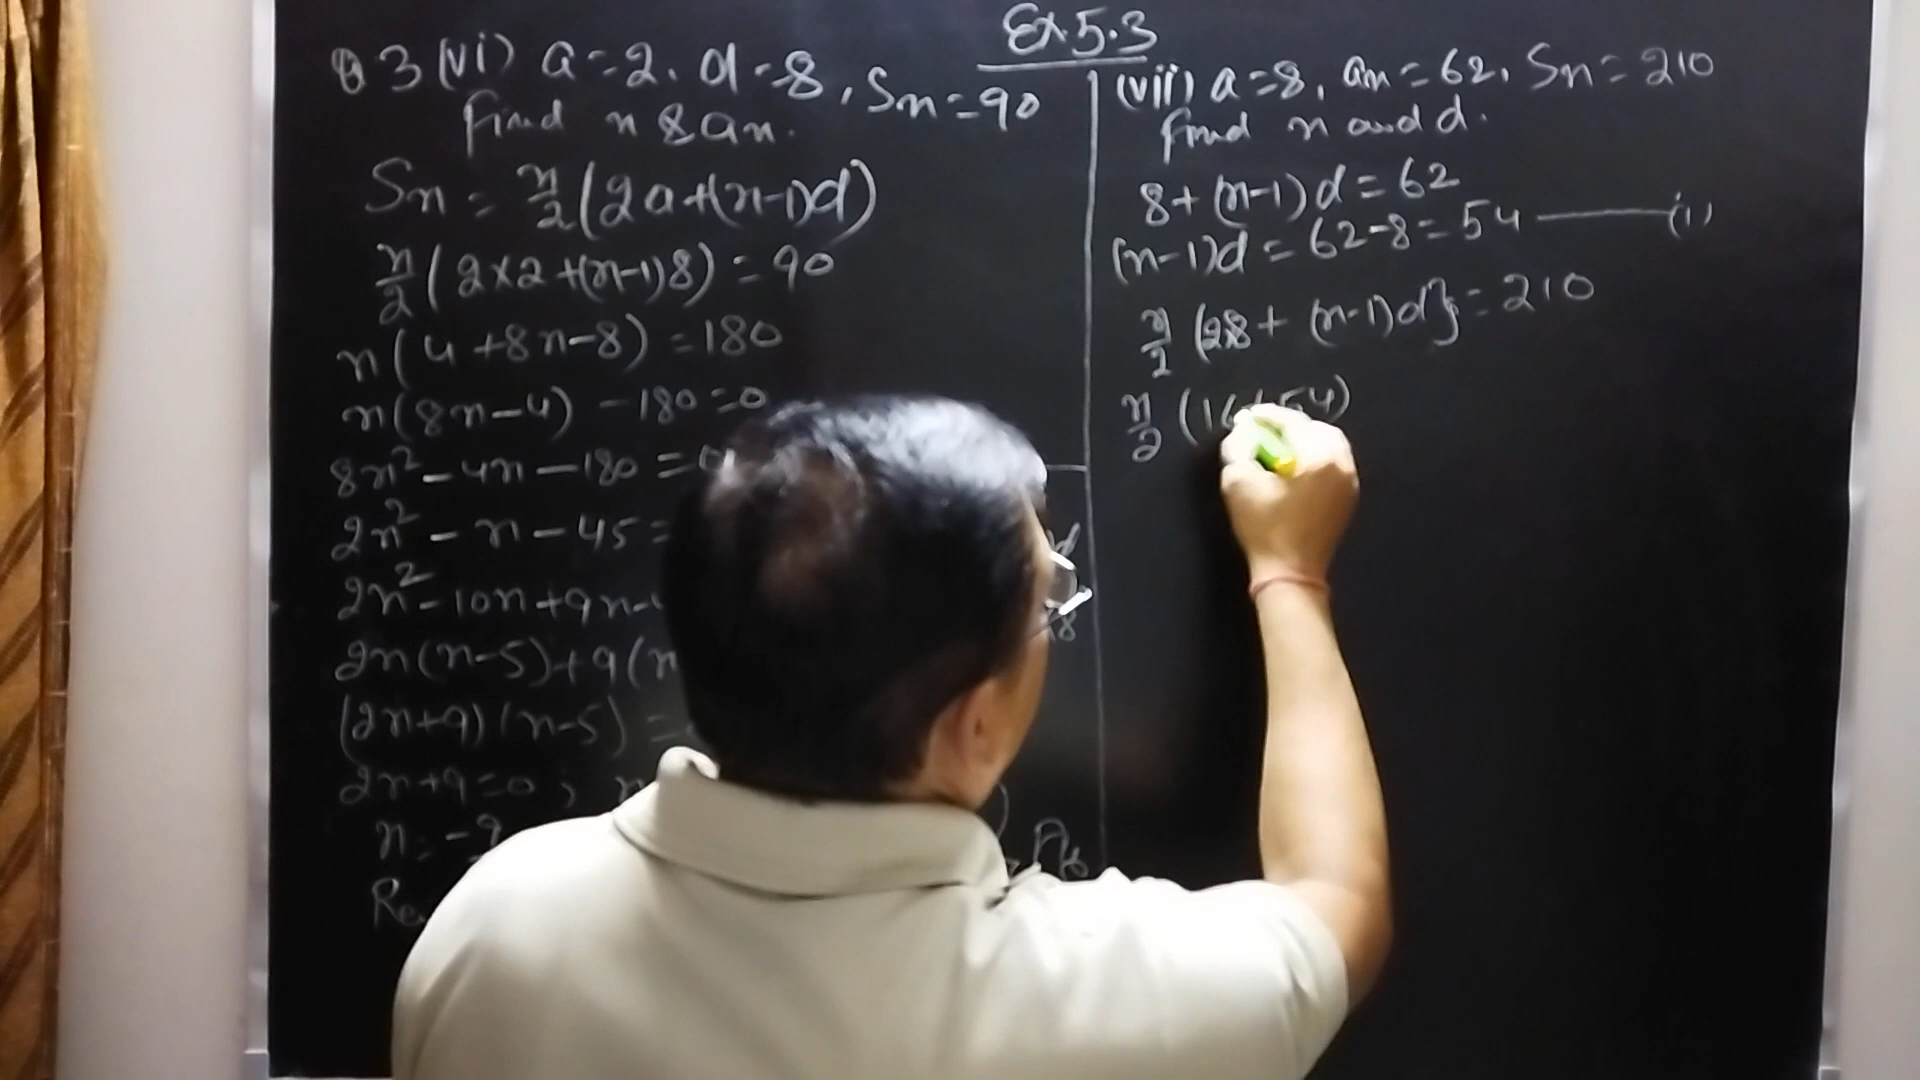 Ex.5.3
Q 3 (vi) a=2, d=8, Sn=90
find n & an.
Sn = n/2 (2a+(n-1)d)
n/2 (2×2+(n-1)8) = 90
n(4+8n-8) = 180
n(8n-4) -180=0
8n²-4n-180=0
2n²-n-45=
2n²-10n+9n-
2n(n-5)+9(n
(2n+9)(n-5) =
2n+9=0,
n=-9
(vii) a=8, an=62, Sn=210
find n and d.
8+(n-1)d=62
(n-1)d=62-8=54 —— (1)
n/2 (2×8+(n-1)d} = 210
n/2 (16+54)